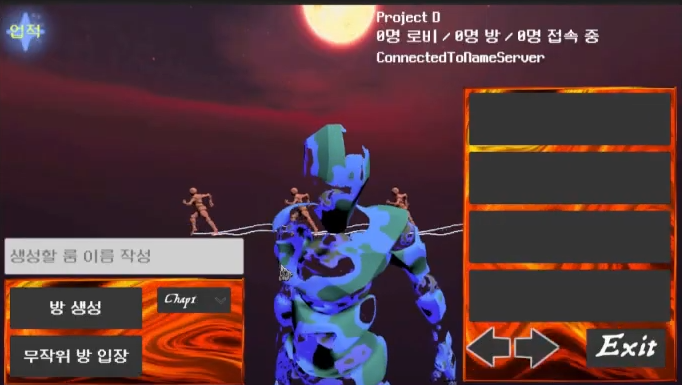 업적
Project D
0명 로비 / 0명 방 / 0명 접속 중
ConnectedToNameServer
생성할 룸 이름 작성
방 생성
Chap1
무작위 방 입장
Exit